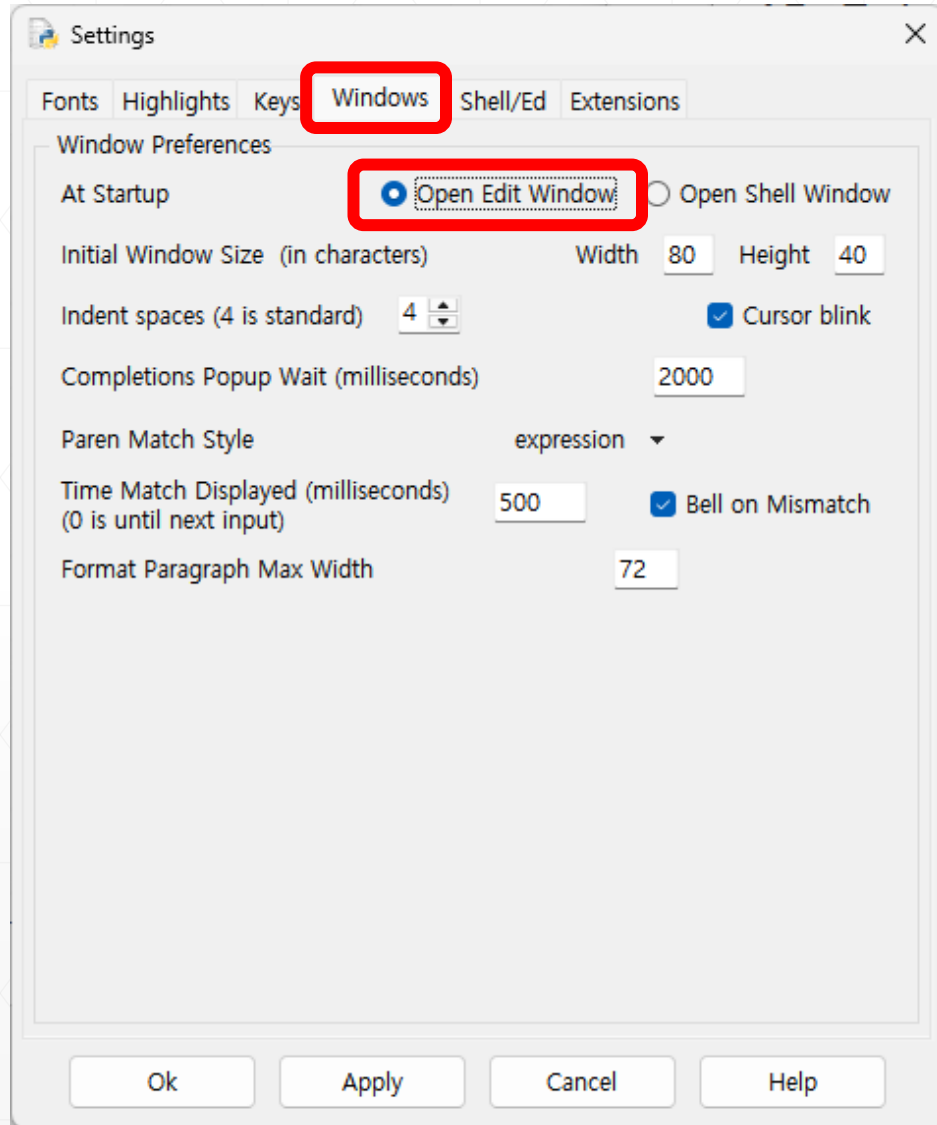 Settings
Fonts Highlights Keys Windows Shell/Ed Extensions
Window Preferences
At Startup Open Edit Window Open Shell Window
Initial Window Size (in characters) Width 80 Height 40
Indent spaces (4 is standard) 4 Cursor blink
Completions Popup Wait (milliseconds) 2000
Paren Match Style expression
Time Match Displayed (milliseconds)
(0 is until next input) 500 Bell on Mismatch
Format Paragraph Max Width 72
Ok Apply Cancel Help